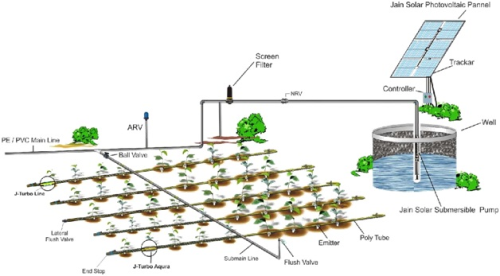 Jain Solar Photovoltaic Pannel
Screen
Filter
Trackar
NRV
Controller
ARV
Well
PE / PVC Main Line
Ball Valve
J-Turbo Line
Jain Solar Submersible Pump
Lateral
Flush Valve
Poly Tube
Emitter
End Stop
J-Turbo Aqura
Submain Line
Flush Valve